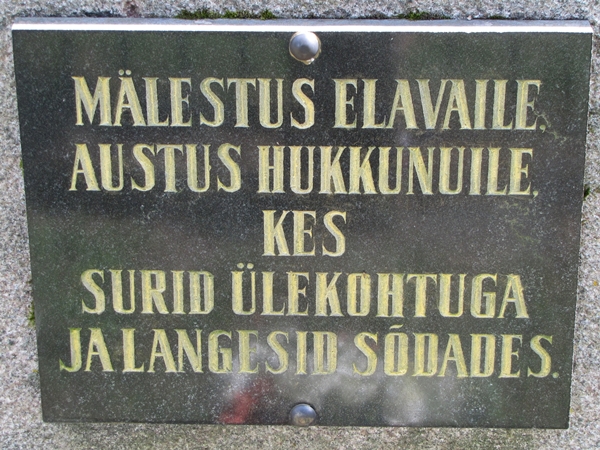 MÄLESTUS ELAVAILE,
AUSTUS HUKKUNUILE,
KES
SURID ÜLEKOHTUGA
JA LANGESID SÕDADES.